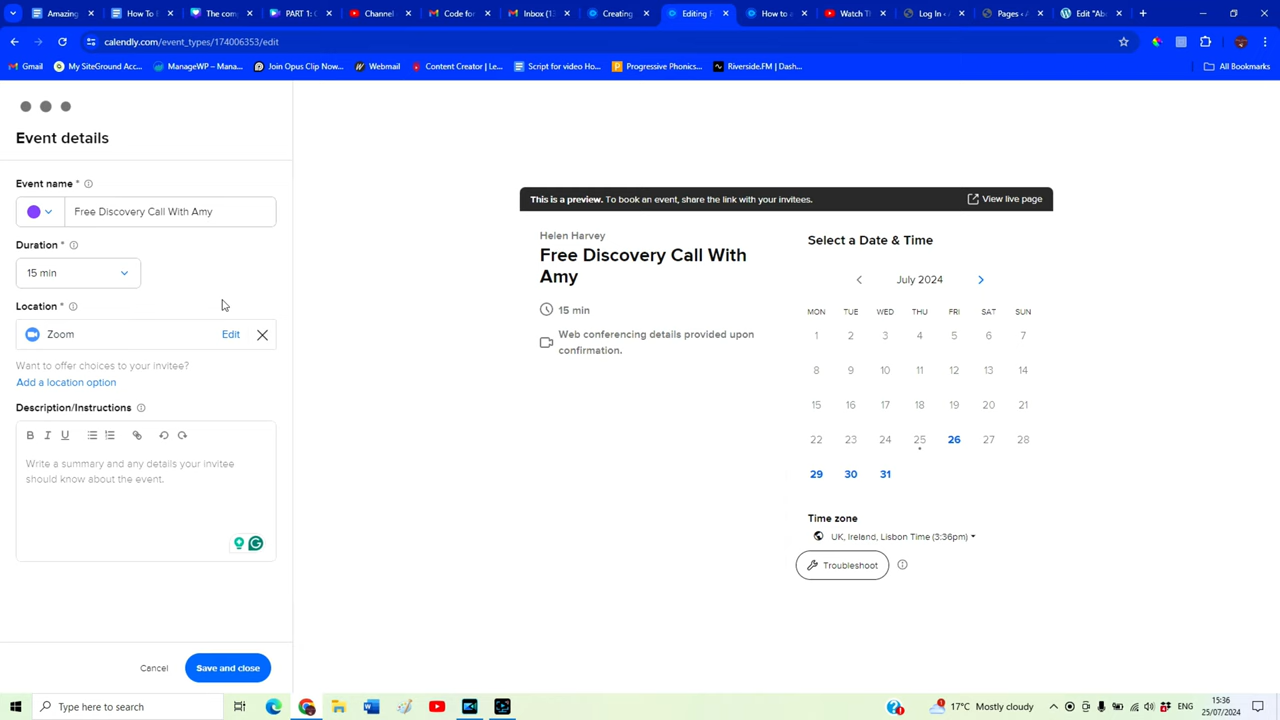 Amazing
How To E
The comp
PART 1: C
Channel
Code for
Inbox (13
Creating
Editing F
How to a
Watch Th
Log In ‹ A
Pages ‹ A
Edit "Ab
calendly.com/event_types/174006353/edit
Gmail
My SiteGround Acc...
ManageWP – Mana...
Join Opus Clip Now...
Webmail
Content Creator | Le...
Script for video Ho...
Progressive Phonics...
Riverside.FM | Dash...
All Bookmarks
Event details
Event name *
Free Discovery Call With Amy
Duration *
15 min
Location *
Zoom
Edit
Want to offer choices to your invitee?
Add a location option
Description/Instructions
B I U
Write a summary and any details your invitee
should know about the event.
Cancel
Save and close
This is a preview. To book an event, share the link with your invitees.
View live page
Helen Harvey
Free Discovery Call With
Amy
15 min
Web conferencing details provided upon
confirmation.
Select a Date & Time
July 2024
MON TUE WED THU FRI SAT SUN
1 2 3 4 5 6 7
8 9 10 11 12 13 14
15 16 17 18 19 20 21
22 23 24 25 26 27 28
29 30 31
Time zone
UK, Ireland, Lisbon Time (3:36pm)
Troubleshoot
Type here to search
17°C Mostly cloudy
ENG
15:36
25/07/2024